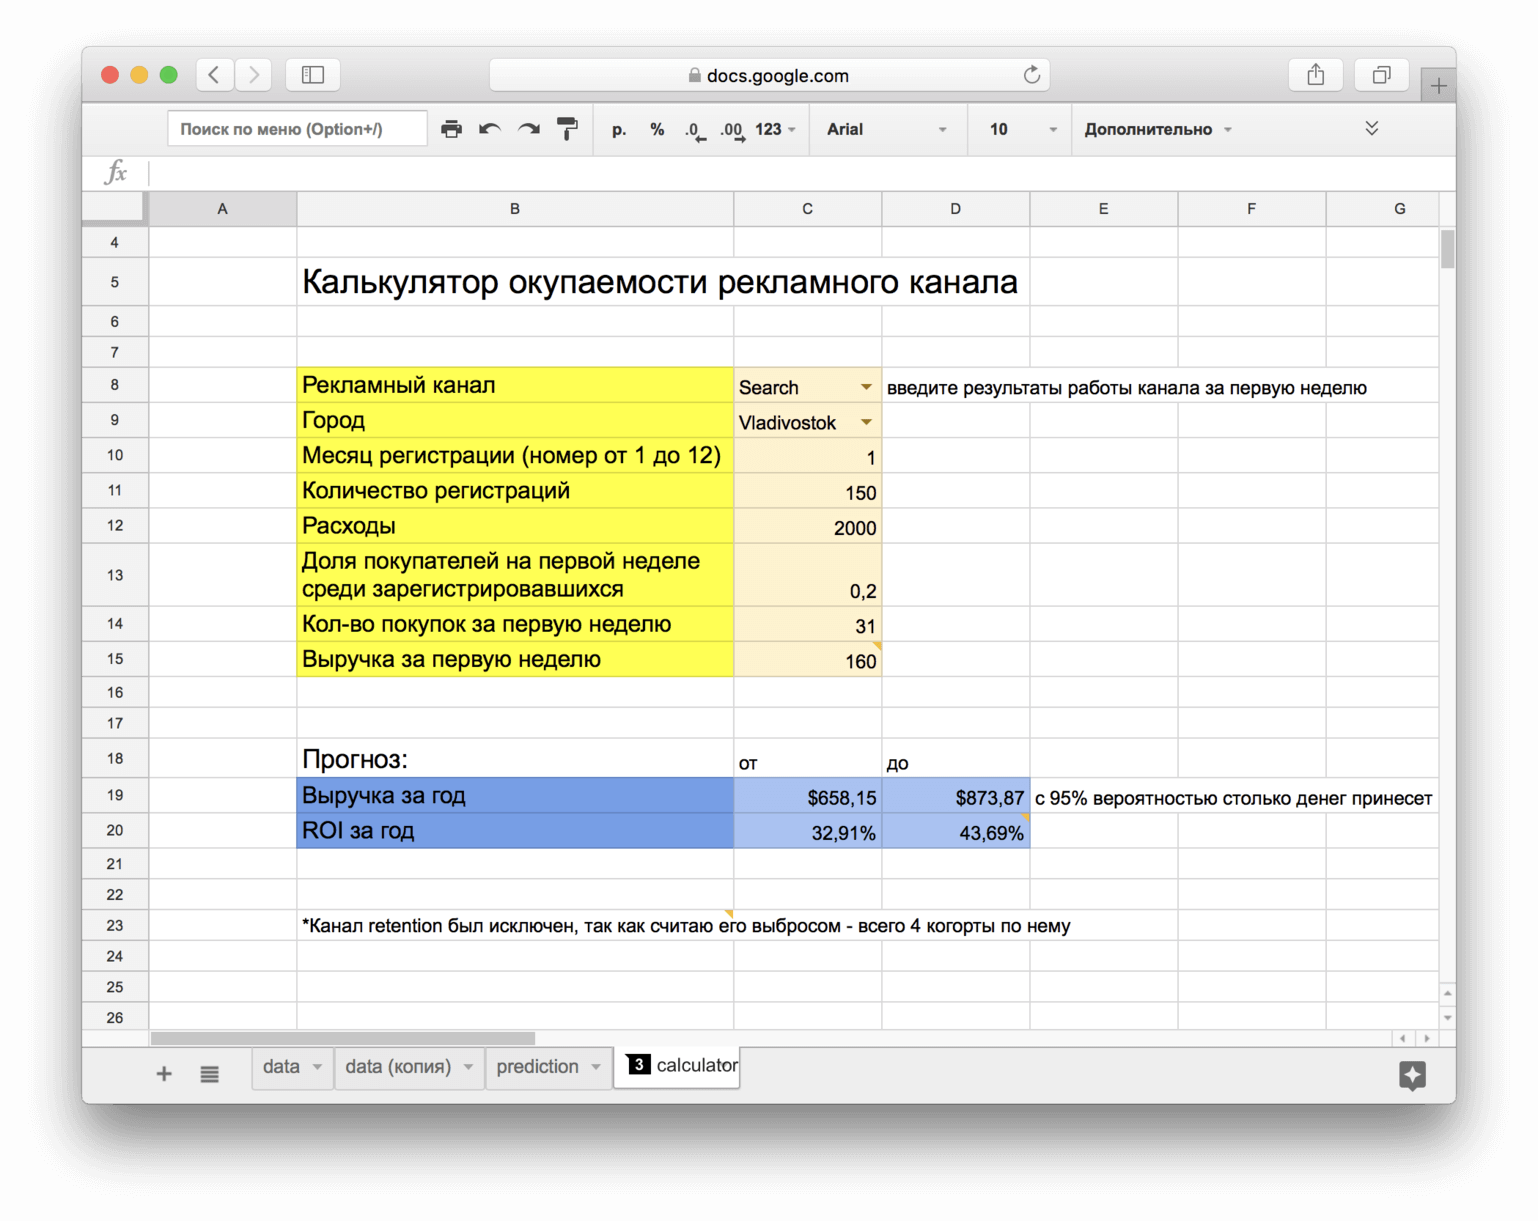 docs.google.com
Поиск по меню (Option+/) р. % .0 .00 123 Arial 10 Дополнительно
fx
A B C D E F G
4
5 Калькулятор окупаемости рекламного канала
6
7
8 Рекламный канал Search введите результаты работы канала за первую неделю
9 Город Vladivostok
10 Месяц регистрации (номер от 1 до 12) 1
11 Количество регистраций 150
12 Расходы 2000
Доля покупателей на первой неделе
13 среди зарегистрировавшихся 0,2
14 Кол-во покупок за первую неделю 31
15 Выручка за первую неделю 160
16
17
18 Прогноз: от до
19 Выручка за год $658,15 $873,87 с 95% вероятностью столько денег принесет
20 ROI за год 32,91% 43,69%
21
22
23 *Канал retention был исключен, так как считаю его выбросом - всего 4 когорты по нему
24
25
26
data data (копия) prediction 3 calculator